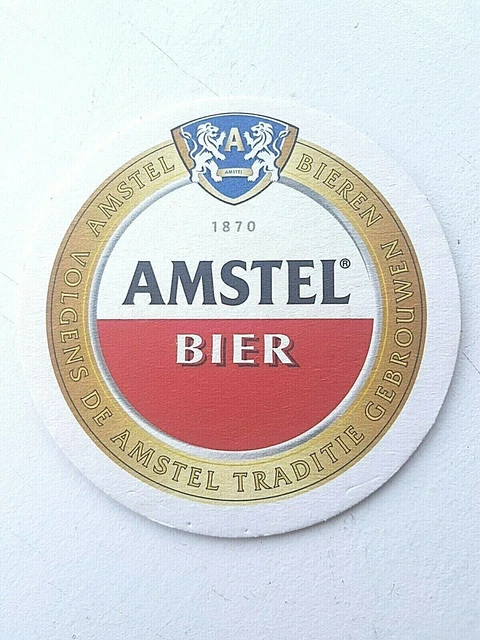 A
AMSTEL
AMSTEL BIEREN
1870
AMSTEL®
BIER
VOLGENS DE AMSTEL TRADITIE GEBROUWEN